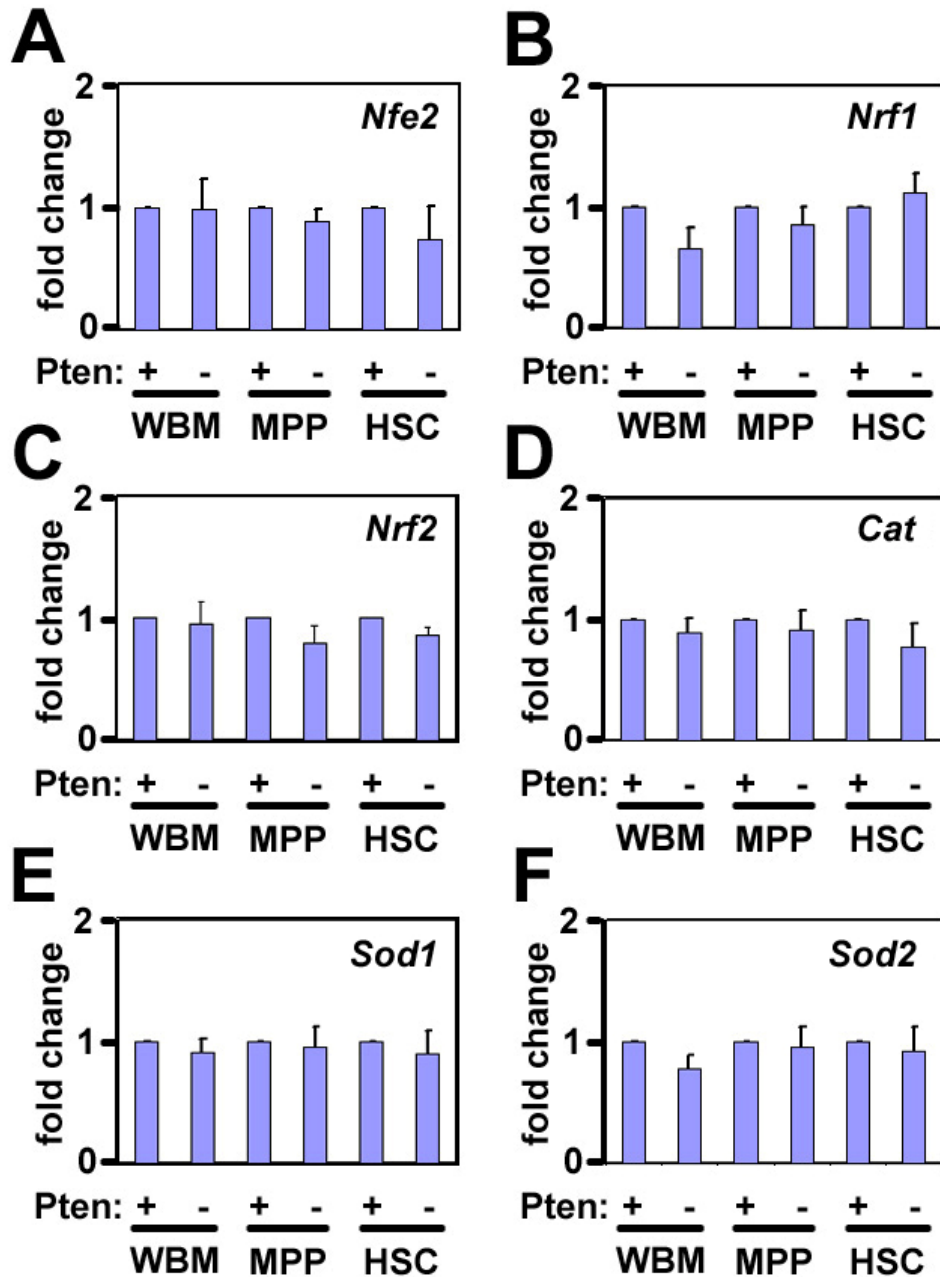 A
2
Nfe2
fold change
1
0
Pten: + - + - + -
WBM MPP HSC
B
2
Nrf1
fold change
1
0
+ - + - + -
WBM MPP HSC
C
2
Nrf2
fold change
1
0
Pten: + - + - + -
WBM MPP HSC
D
2
Cat
fold change
1
0
+ - + - + -
WBM MPP HSC
E
2
Sod1
fold change
1
0
Pten: + - + - + -
WBM MPP HSC
F
2
Sod2
fold change
1
0
+ - + - + -
WBM MPP HSC